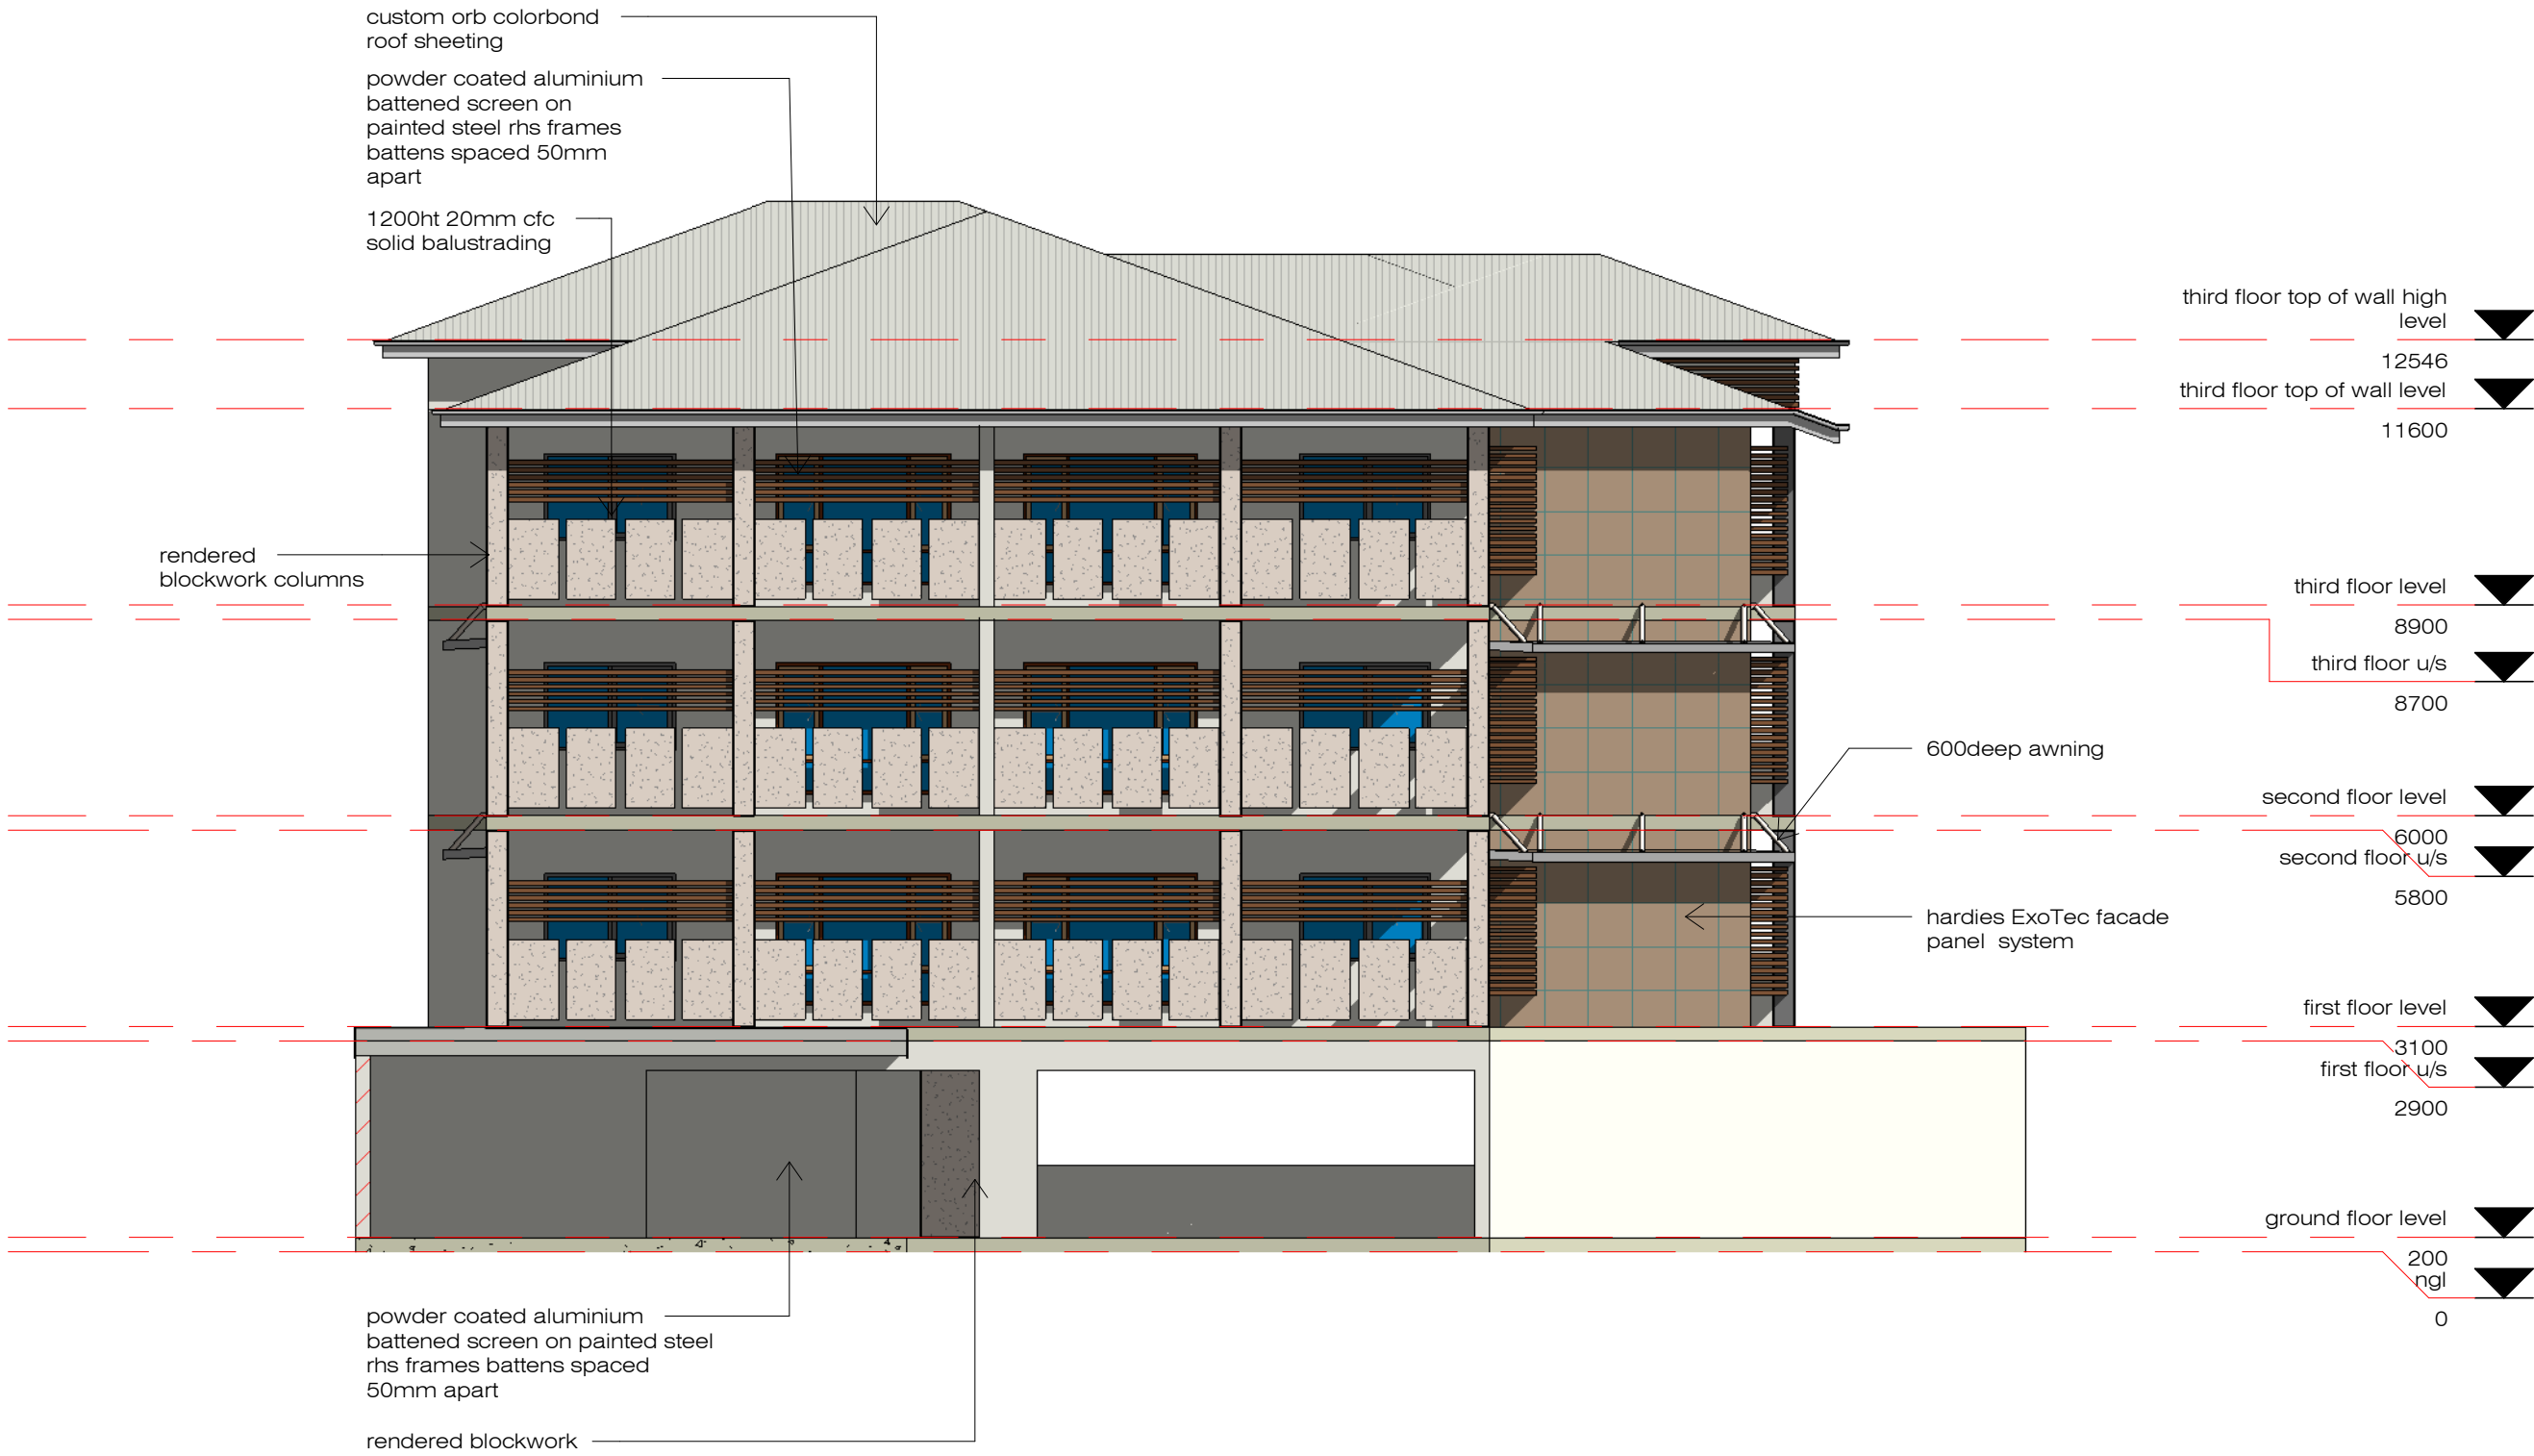 custom orb colorbond
roof sheeting
powder coated aluminium
battened screen on
painted steel rhs frames
battens spaced 50mm
apart
1200ht 20mm cfc
solid balustrading
rendered
blockwork columns
third floor top of wall high
level
12546
third floor top of wall level
11600
third floor level
8900
third floor u/s
8700
600deep awning
second floor level
6000
second floor u/s
5800
hardies ExoTec facade
panel system
first floor level
3100
first floor u/s
2900
ground floor level
200
ngl
0
powder coated aluminium
battened screen on painted steel
rhs frames battens spaced
50mm apart
rendered blockwork